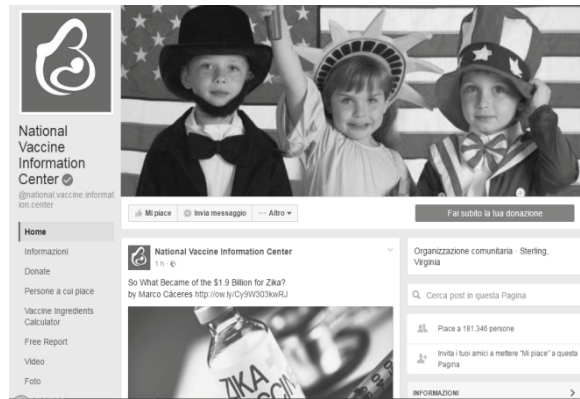 National
Vaccine
Information
Center
@national.vaccine.informat
ion.center
Home
Informazioni
Donate
Persone a cui piace
Vaccine Ingredients
Calculator
Free Report
Video
Foto
Mi piace
Invia messaggio
Altro
Fai subito la tua donazione
National Vaccine Information Center
1 h
So What Became of the $1.9 Billion for Zika?
by Marco Cáceres http://ow.ly/Cy9W303kwRJ
ZIKA
Organizzazione comunitaria · Sterling,
Virginia
Cerca post in questa Pagina
Piace a 181.346 persone
Invita i tuoi amici a mettere "Mi piace" a questa
Pagina
INFORMAZIONI